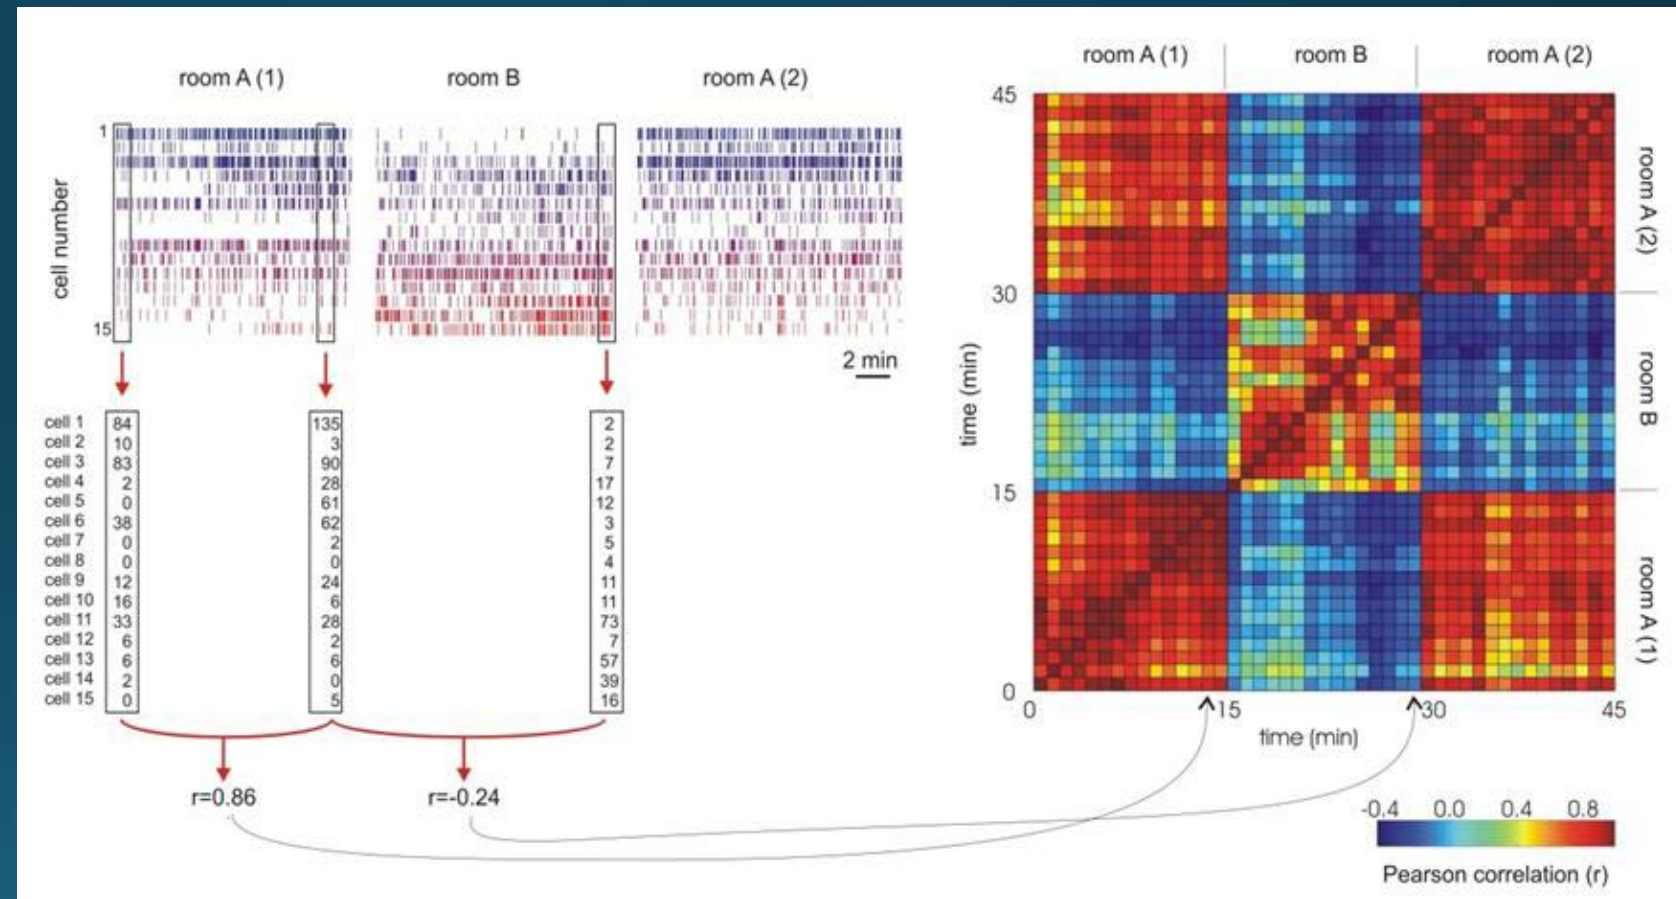 room A (1)
room B
room A (2)
cell number
1
15
2 min
cell 1 84 135 2
cell 2 10 3 2
cell 3 83 90 7
cell 4 2 28 17
cell 5 0 61 12
cell 6 38 62 3
cell 7 0 2 5
cell 8 0 0 4
cell 9 12 24 11
cell 10 16 6 11
cell 11 33 28 73
cell 12 6 2 7
cell 13 6 6 57
cell 14 2 0 39
cell 15 0 5 16
r=0.86
r=-0.24
room A (1)
room B
room A (2)
45
30
15
0
time (min)
room A (2)
room B
room A (1)
0 15 30 45
time (min)
-0.4 0.0 0.4 0.8
Pearson correlation (r)